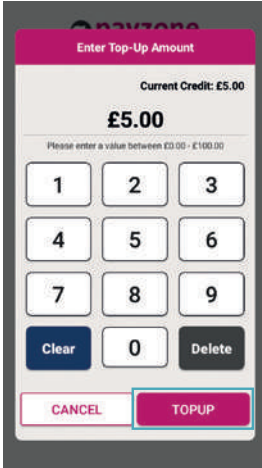 payzone
Enter Top-Up Amount
Current Credit: £5.00
£5.00
Please enter a value between £0.00 - £100.00
1 2 3
4 5 6
7 8 9
Clear 0 Delete
CANCEL TOPUP